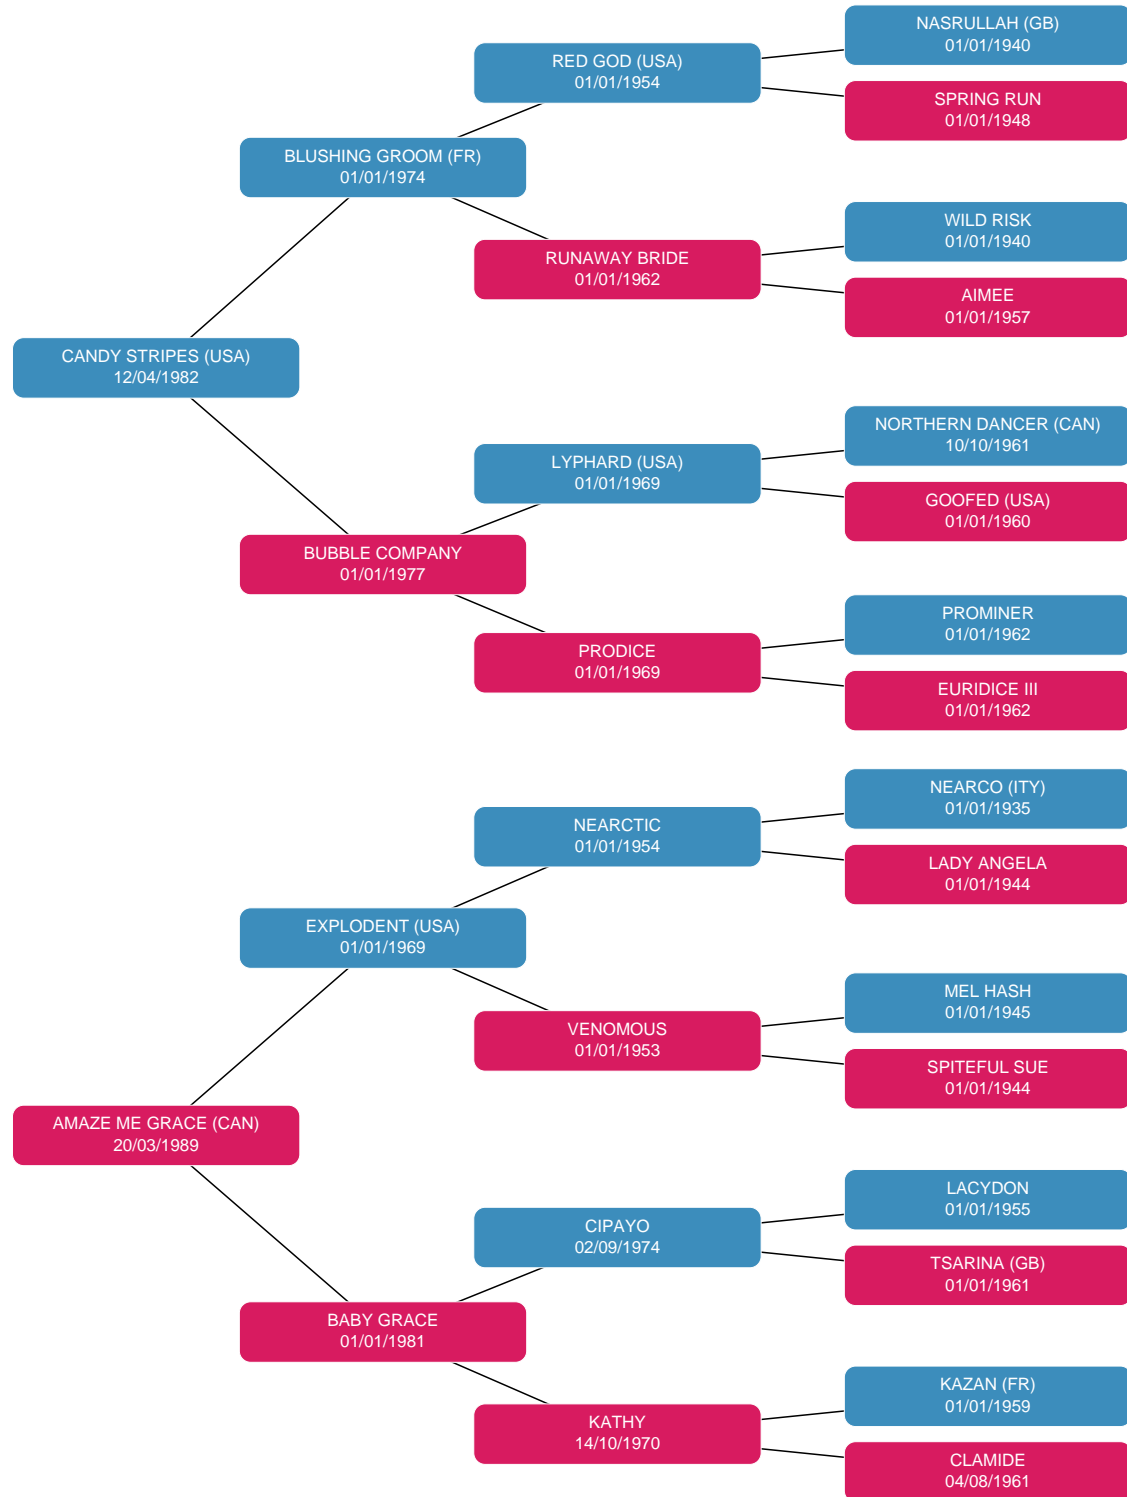 NASRULLAH (GB)
01/01/1940
RED GOD (USA)
01/01/1954
SPRING RUN
01/01/1948
BLUSHING GROOM (FR)
01/01/1974
WILD RISK
01/01/1940
RUNAWAY BRIDE
01/01/1962
AIMEE
01/01/1957
CANDY STRIPES (USA)
12/04/1982
NORTHERN DANCER (CAN)
10/10/1961
LYPHARD (USA)
01/01/1969
GOOFED (USA)
01/01/1960
BUBBLE COMPANY
01/01/1977
PROMINER
01/01/1962
PRODICE
01/01/1969
EURIDICE III
01/01/1962
NEARCO (ITY)
01/01/1935
NEARCTIC
01/01/1954
LADY ANGELA
01/01/1944
EXPLODENT (USA)
01/01/1969
MEL HASH
01/01/1945
VENOMOUS
01/01/1953
SPITEFUL SUE
01/01/1944
AMAZE ME GRACE (CAN)
20/03/1989
LACYDON
01/01/1955
CIPAYO
02/09/1974
TSARINA (GB)
01/01/1961
BABY GRACE
01/01/1981
KAZAN (FR)
01/01/1959
KATHY
14/10/1970
CLAMIDE
04/08/1961